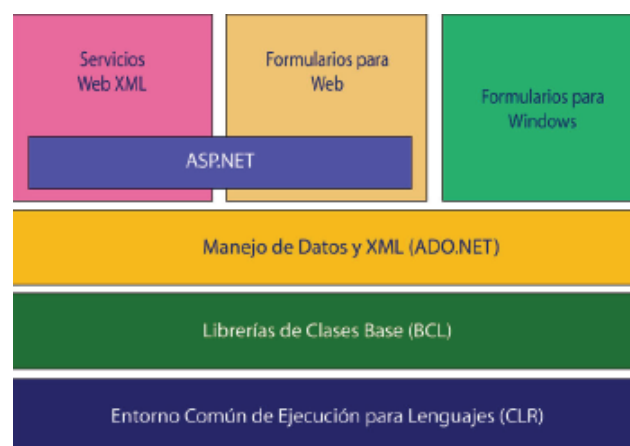 Servicios
Web XML
Formularios para
Web
Formularios para
Windows
ASP.NET
Manejo de Datos y XML (ADO.NET)
Librerías de Clases Base (BCL)
Entorno Común de Ejecución para Lenguajes (CLR)